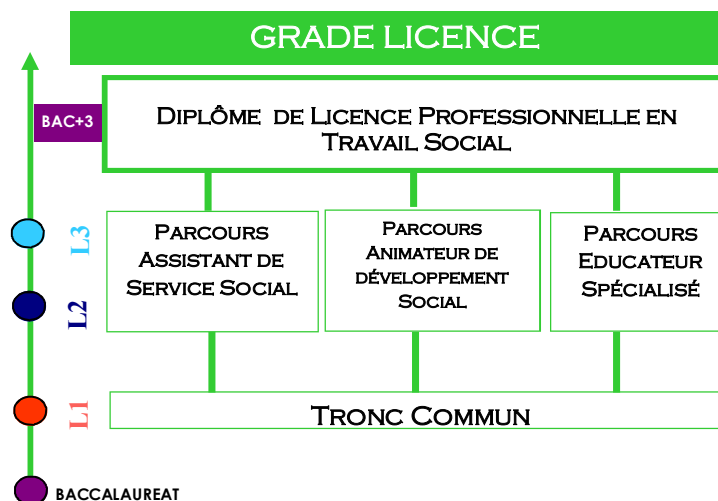 GRADE LICENCE
BAC+3
DIPLÔME DE LICENCE PROFESSIONNELLE EN
TRAVAIL SOCIAL
L3
PARCOURS
ASSISTANT DE
SERVICE SOCIAL
PARCOURS
ANIMATEUR DE
DÉVELOPPEMENT
SOCIAL
PARCOURS
EDUCATEUR
SPÉCIALISÉ
L2
L1
TRONC COMMUN
BACCALAUREAT